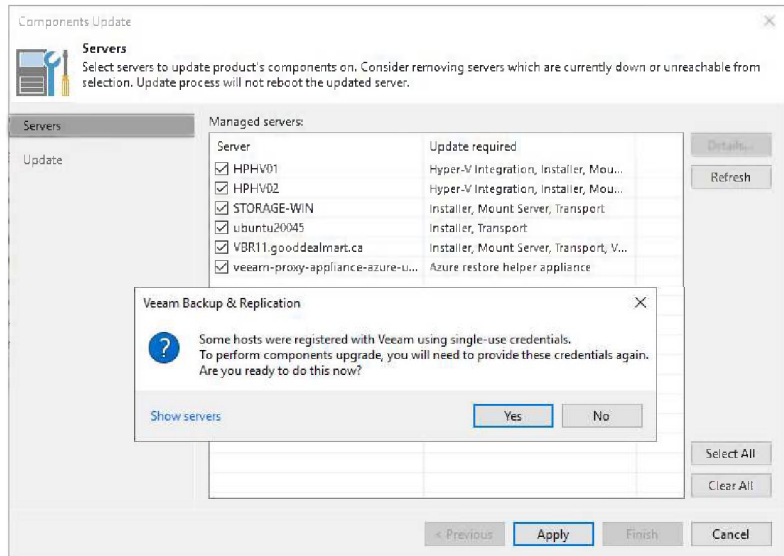 Components Update
Servers
Select servers to update product's components on. Consider removing servers which are currently down or unreachable from
selection. Update process will not reboot the updated server.
Servers
Update
Managed servers:
Server Update required
HPHV01 Hyper-V Integration, Installer, Mou...
HPHV02 Hyper-V Integration, Installer, Mou...
STORAGE-WIN Installer, Mount Server, Transport
ubuntu20045 Installer, Transport
VBR11.gooddealmart.ca Installer, Mount Server, Transport, V...
veeam-proxy-appliance-azure-u... Azure restore helper appliance
Details...
Refresh
Veeam Backup & Replication
Some hosts were registered with Veeam using single-use credentials.
To perform components upgrade, you will need to provide these credentials again.
Are you ready to do this now?
Show servers Yes No
Select All
Clear All
< Previous Apply Finish Cancel